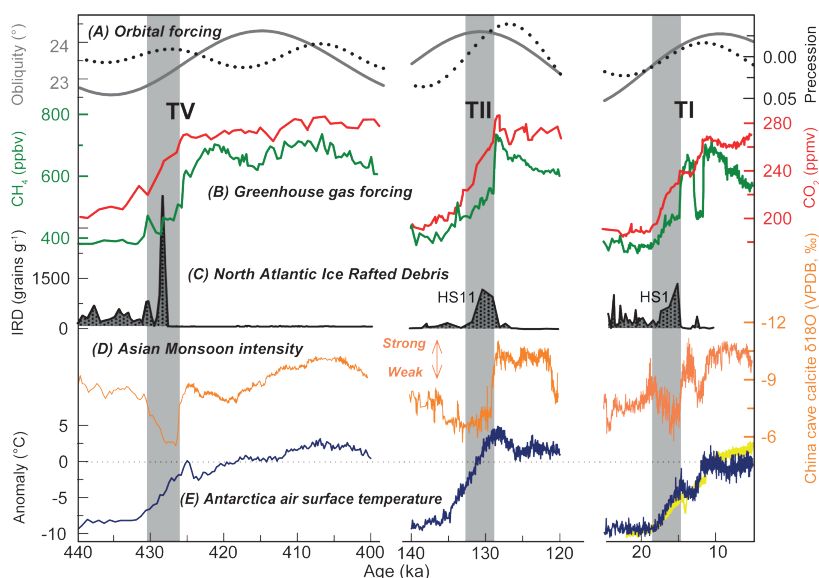 (A) Orbital forcing
Obliquity (°)
24
23
Precession
0.00
0.05
TV
TII
TI
CH4 (ppbv)
800
600
400
CO2 (ppmv)
280
240
200
(B) Greenhouse gas forcing
(C) North Atlantic Ice Rafted Debris
IRD (grains g-1)
1500
0
HS11
HS1
(D) Asian Monsoon intensity
Strong
Weak
China cave calcite δ18O (VPDB, ‰)
-12
-9
-6
Anomaly (°C)
5
0
-5
-10
(E) Antarctica air surface temperature
440 430 420 410 400 140 130 120 20 10
Age (ka)